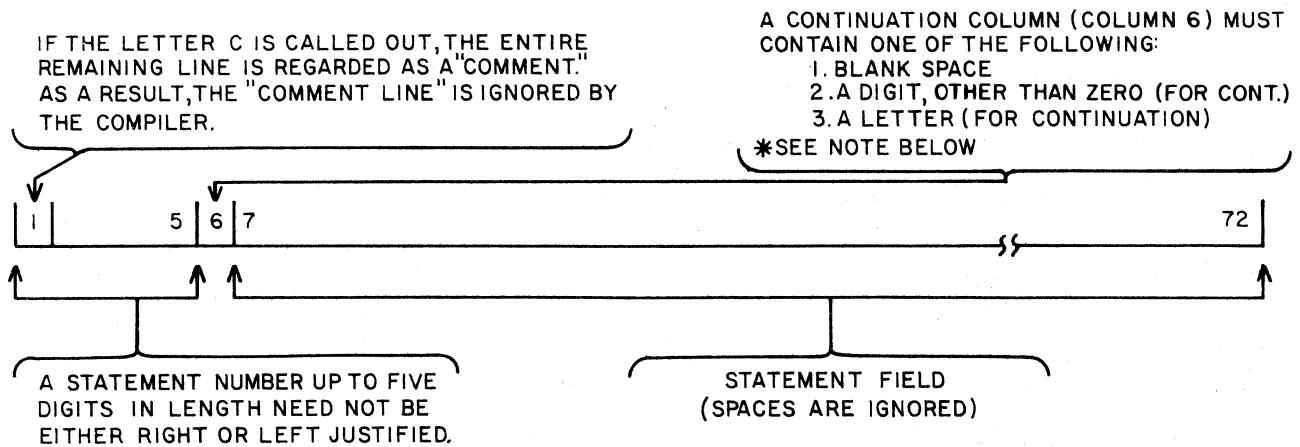 IF THE LETTER C IS CALLED OUT, THE ENTIRE
REMAINING LINE IS REGARDED AS A "COMMENT."
AS A RESULT, THE "COMMENT LINE" IS IGNORED BY
THE COMPILER.
A CONTINUATION COLUMN (COLUMN 6) MUST
CONTAIN ONE OF THE FOLLOWING:
1. BLANK SPACE
2. A DIGIT, OTHER THAN ZERO (FOR CONT.)
3. A LETTER (FOR CONTINUATION)
*SEE NOTE BELOW
1 5 6 7 72
A STATEMENT NUMBER UP TO FIVE
DIGITS IN LENGTH NEED NOT BE
EITHER RIGHT OR LEFT JUSTIFIED.
STATEMENT FIELD
(SPACES ARE IGNORED)